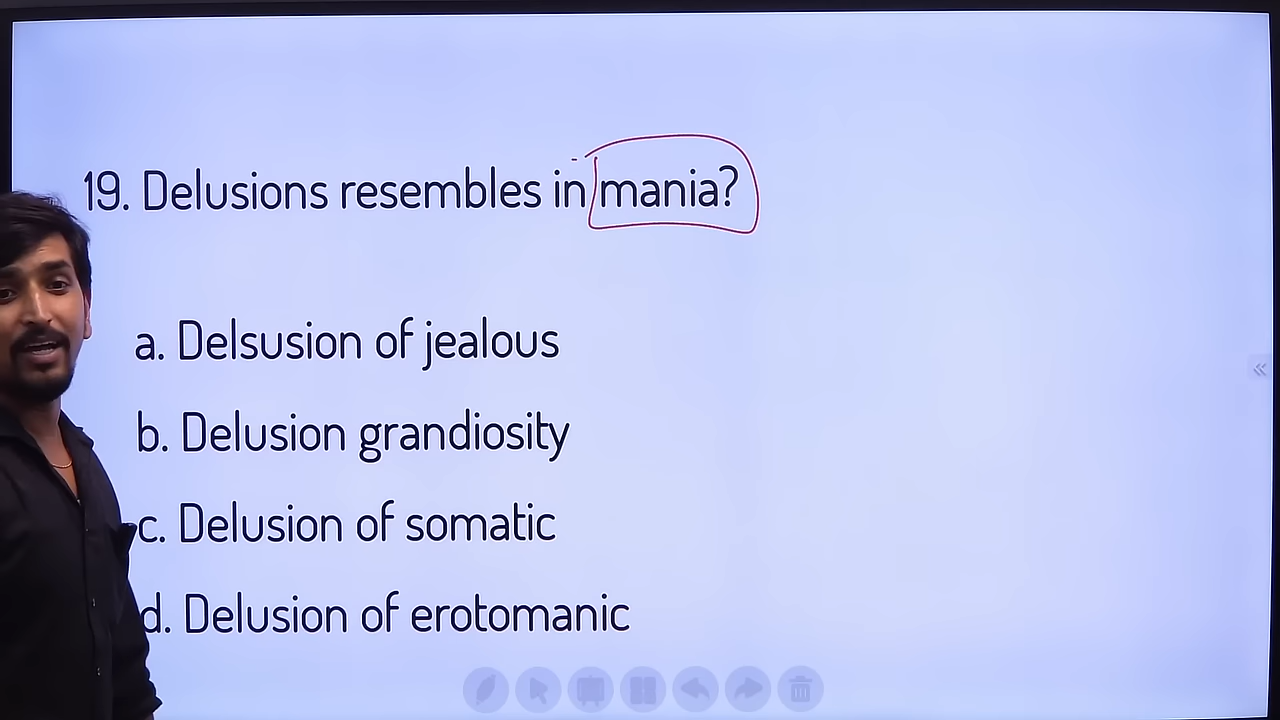 19. Delusions resembles in mania?
a. Delsusion of jealous
b. Delusion grandiosity
c. Delusion of somatic
d. Delusion of erotomanic